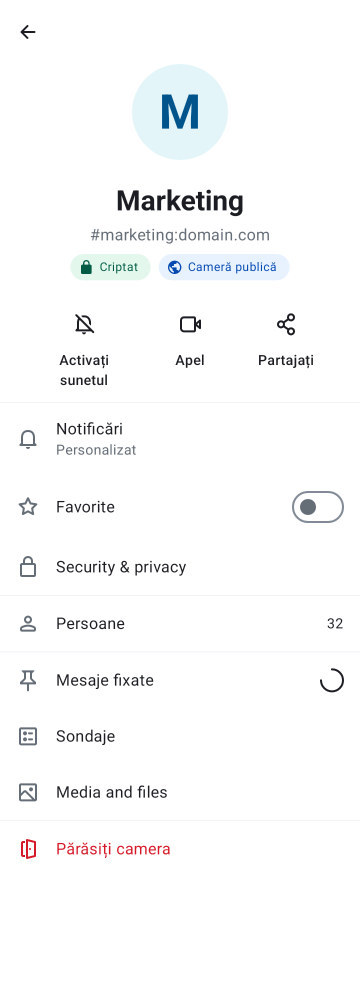 M
Marketing
#marketing:domain.com
Criptat
Cameră publică
Activați
sunetul
Apel
Partajați
Notificări
Personalizat
Favorite
Security & privacy
Persoane
32
Mesaje fixate
Sondaje
Media and files
Părăsiți camera